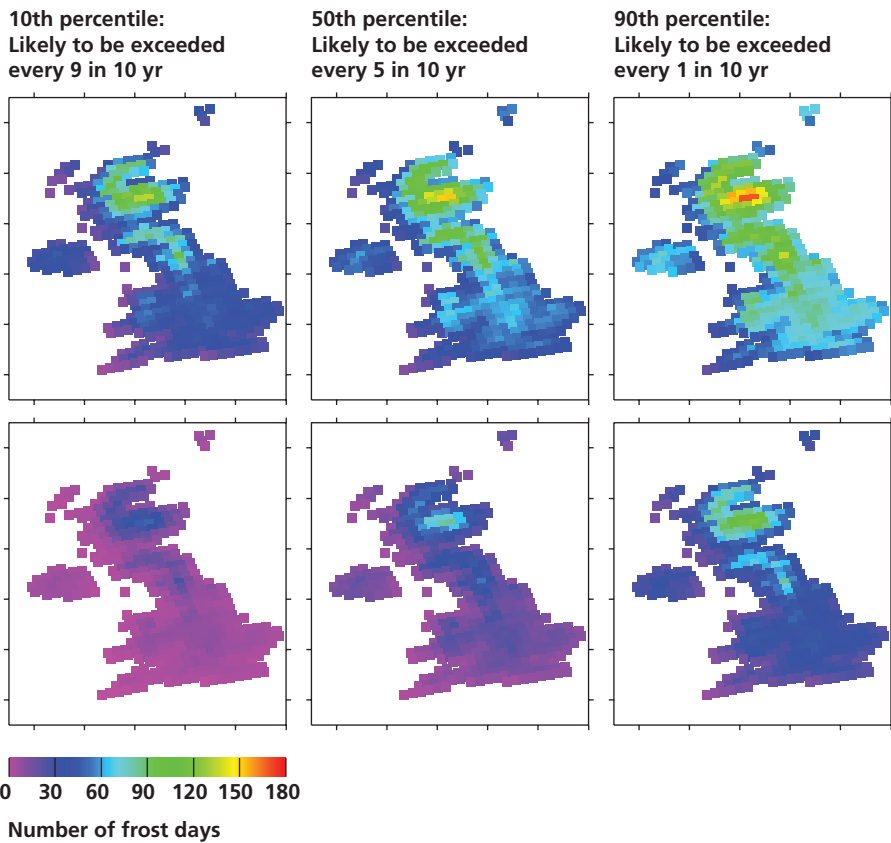 10th percentile:
Likely to be exceeded
every 9 in 10 yr
50th percentile:
Likely to be exceeded
every 5 in 10 yr
90th percentile:
Likely to be exceeded
every 1 in 10 yr
0 30 60 90 120 150 180
Number of frost days